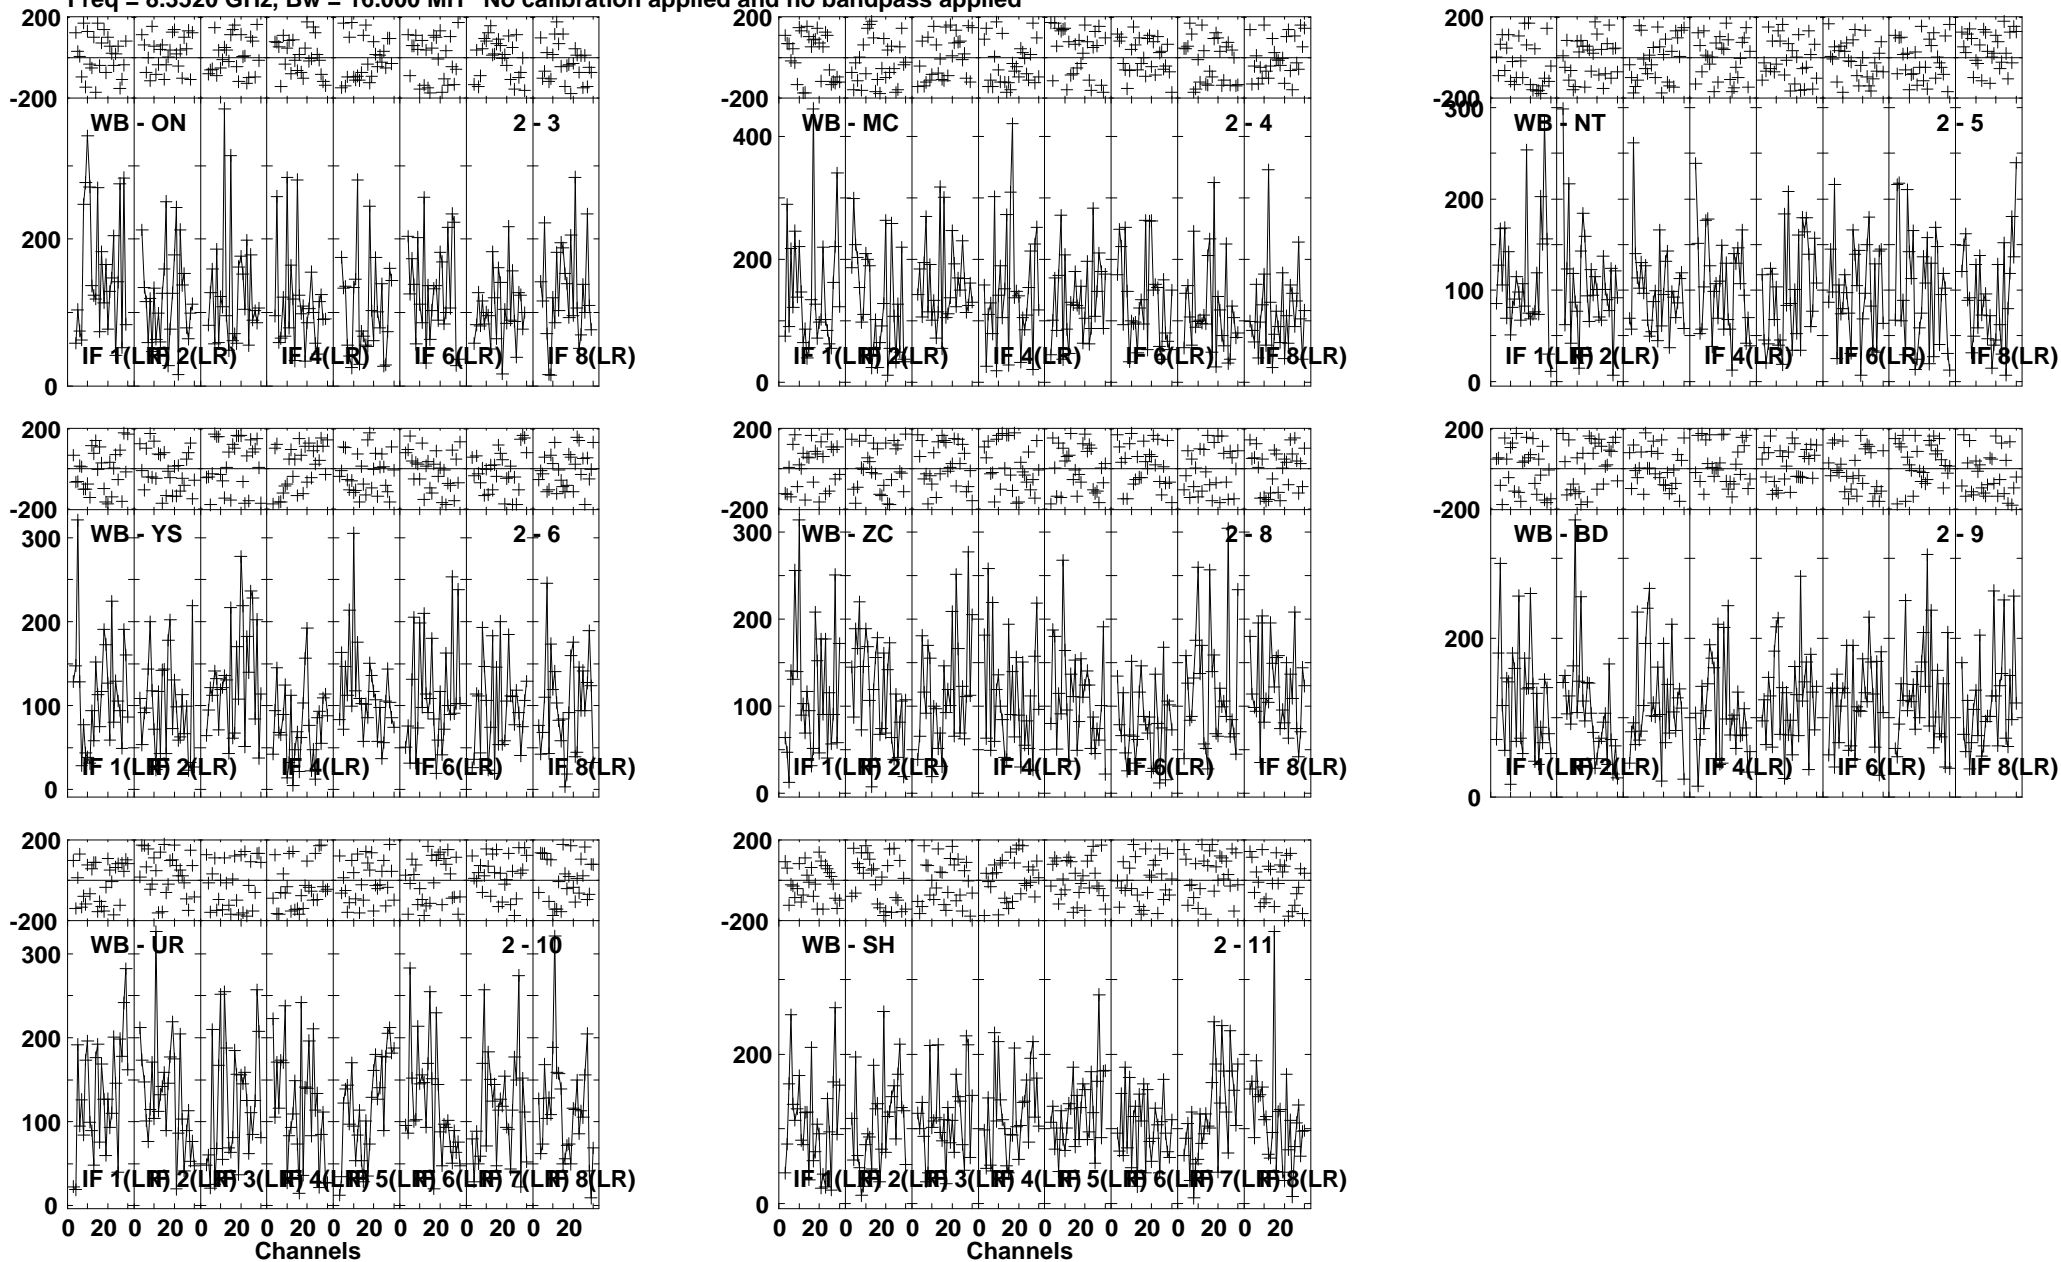 Freq = 8.3520 GHz, Bw = 16.000 MH No calibration applied and no bandpass applied
200 200 200
-200 -200 -200
WB - ON 2 - 3 WB - MC 2 - 4 WB - NT 2 - 5
300
400
200 200 200
100
IF 1(LR) IF 2(LR) IF 4(LR) IF 6(LR) IF 8(LR) IF 1(LR) IF 2(LR) IF 4(LR) IF 6(LR) IF 8(LR) IF 1(LR) IF 2(LR) IF 4(LR) IF 6(LR) IF 8(LR)
0 0 0
200 200 200
-200 -200 -200
WB - YS 2 - 6 WB - ZC 2 - 8 WB - BD 2 - 9
300 300
200 200 200
100 100
IF 1(LR) IF 2(LR) IF 4(LR) IF 6(LR) IF 8(LR) IF 1(LR) IF 2(LR) IF 4(LR) IF 6(LR) IF 8(LR) IF 1(LR) IF 2(LR) IF 4(LR) IF 6(LR) IF 8(LR)
0 0 0
200 200
-200 -200
WB - UR 2 - 10 WB - SH 2 - 11
300
200 200
100
IF 1(LR) IF 2(LR) IF 3(LR) IF 4(LR) IF 5(LR) IF 6(LR) IF 7(LR) IF 8(LR) IF 1(LR) IF 2(LR) IF 3(LR) IF 4(LR) IF 5(LR) IF 6(LR) IF 7(LR) IF 8(LR)
0 0
0 20 0 20 0 20 0 20 0 20 0 20 0 20 0 20 0 20 0 20 0 20 0 20 0 20 0 20 0 20 0 20
Channels Channels